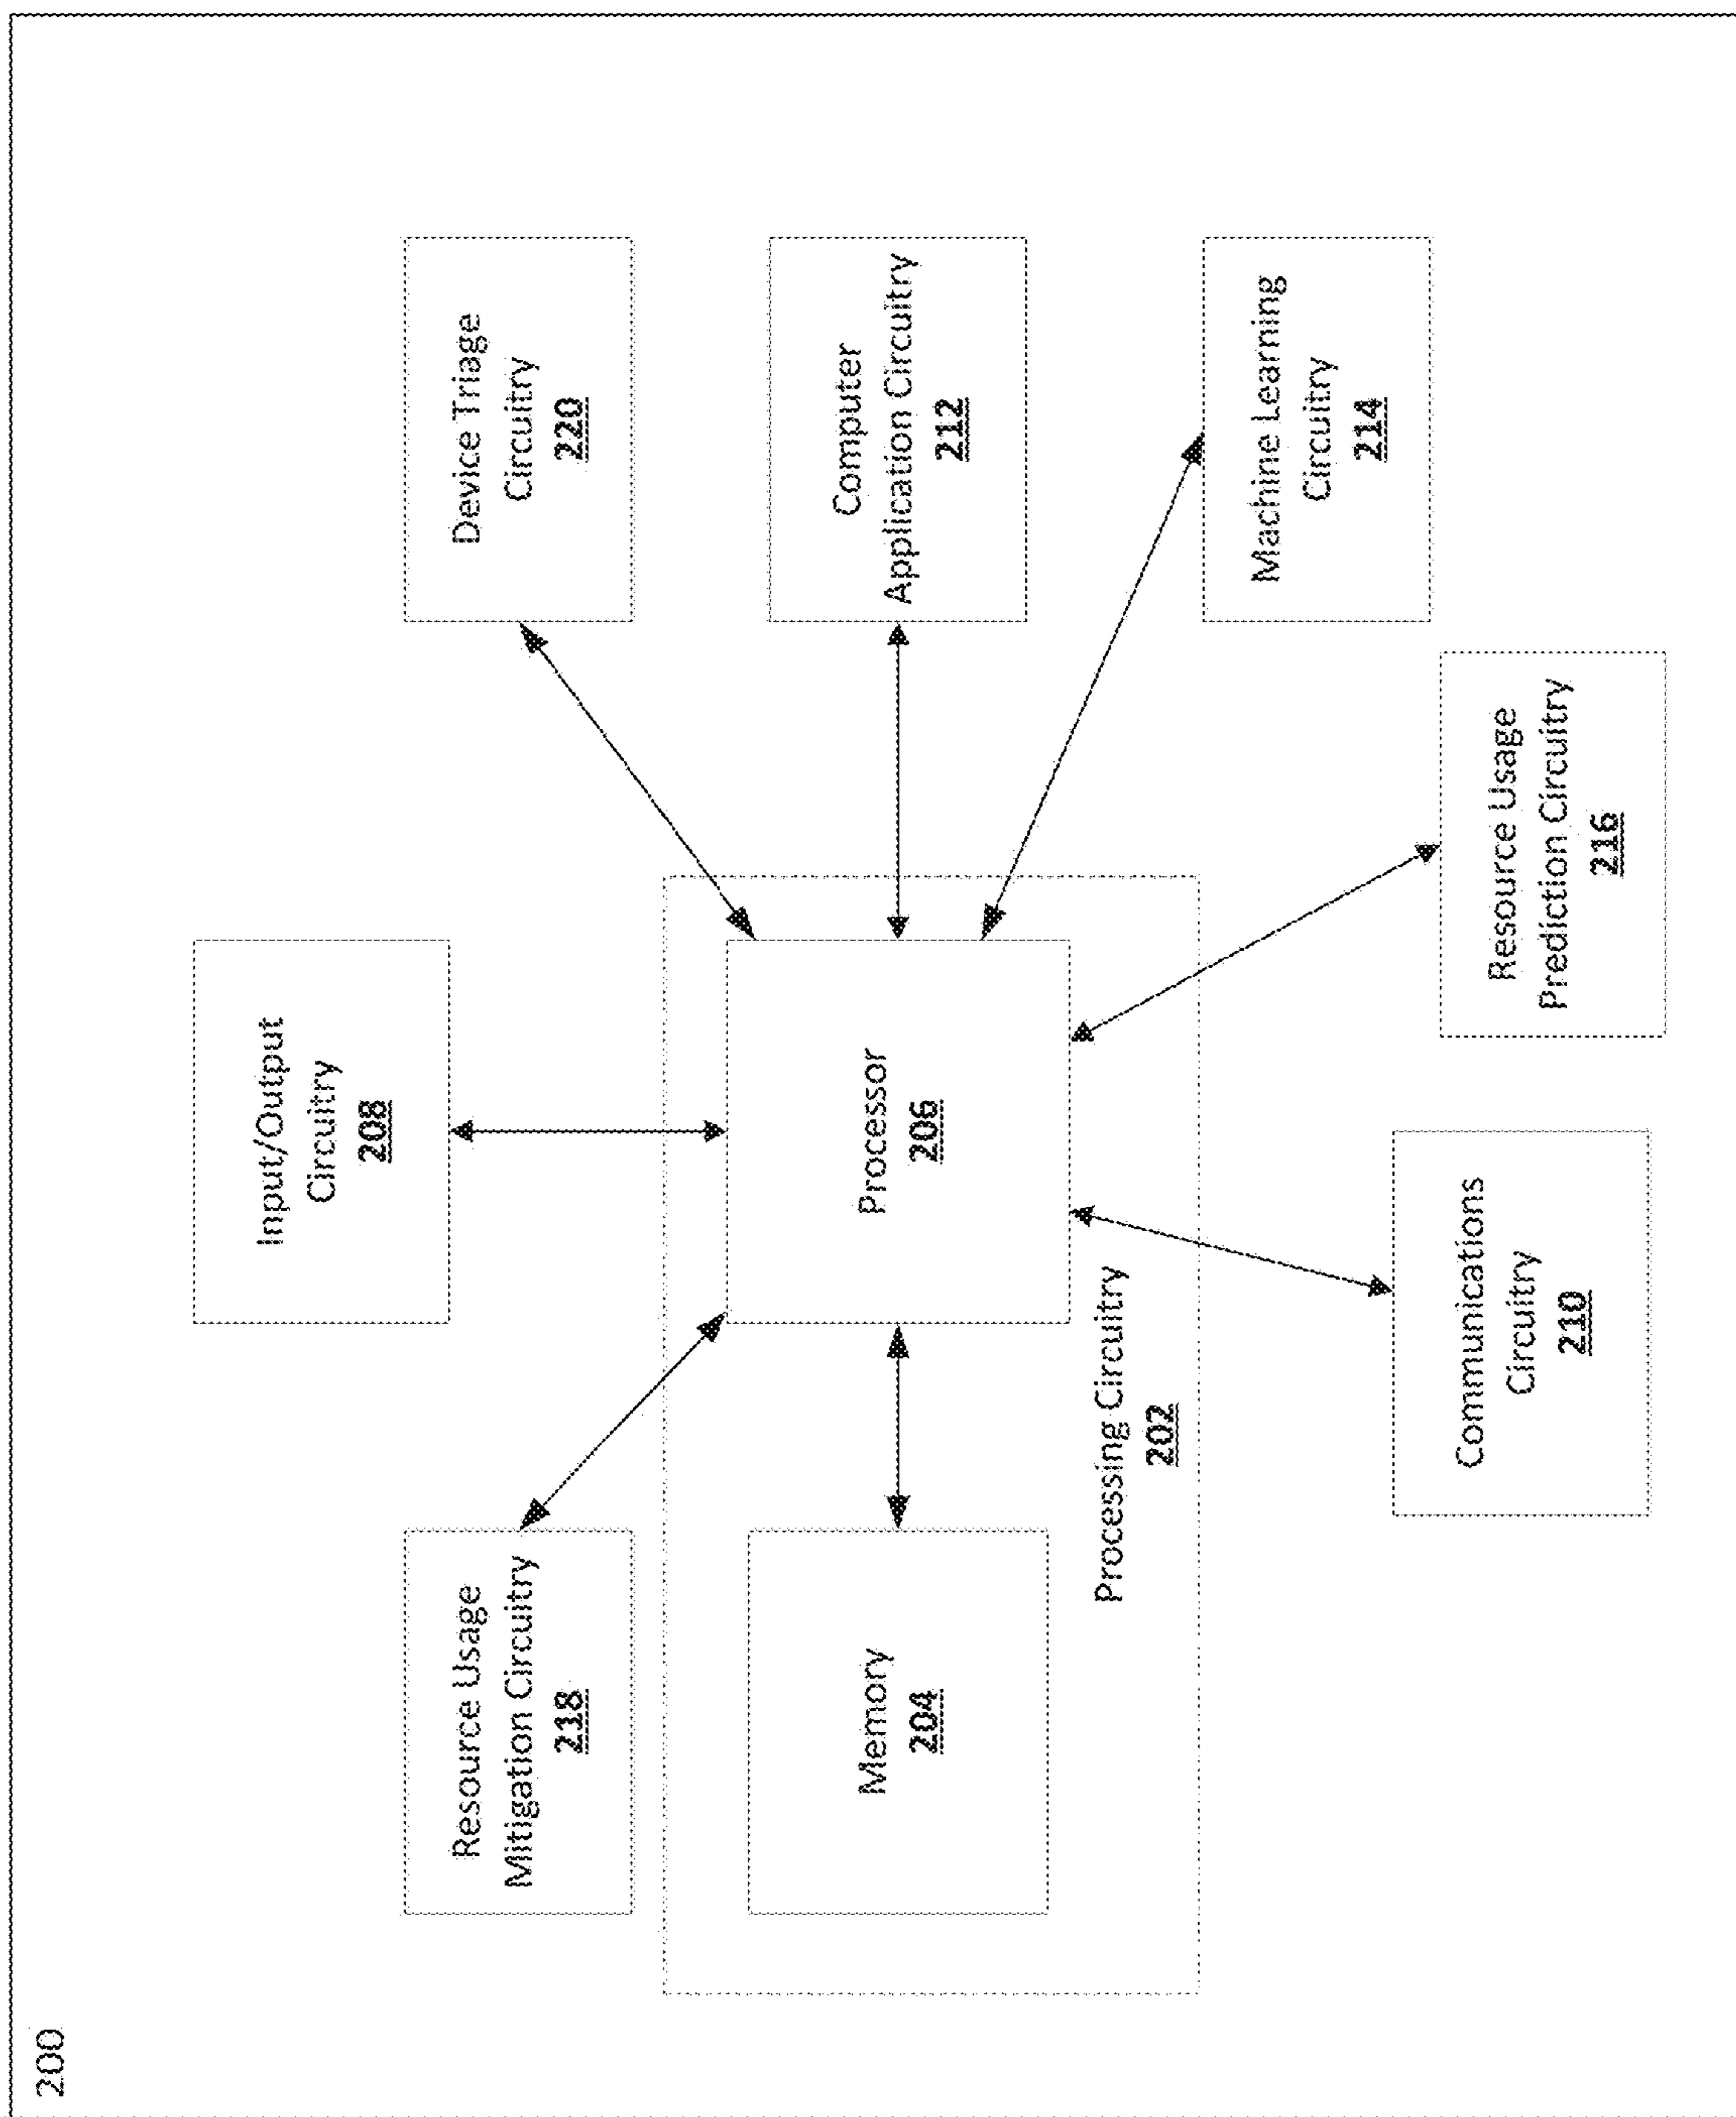 200
Input/Output
Circuitry
208
Resource Usage
Mitigation Circuitry
218
Device Triage
Circuitry
220
Memory
204
Processor
206
Computer
Application Circuitry
212
Processing Circuitry
202
Machine Learning
Circuitry
214
Communications
Circuitry
210
Resource Usage
Prediction Circuitry
216